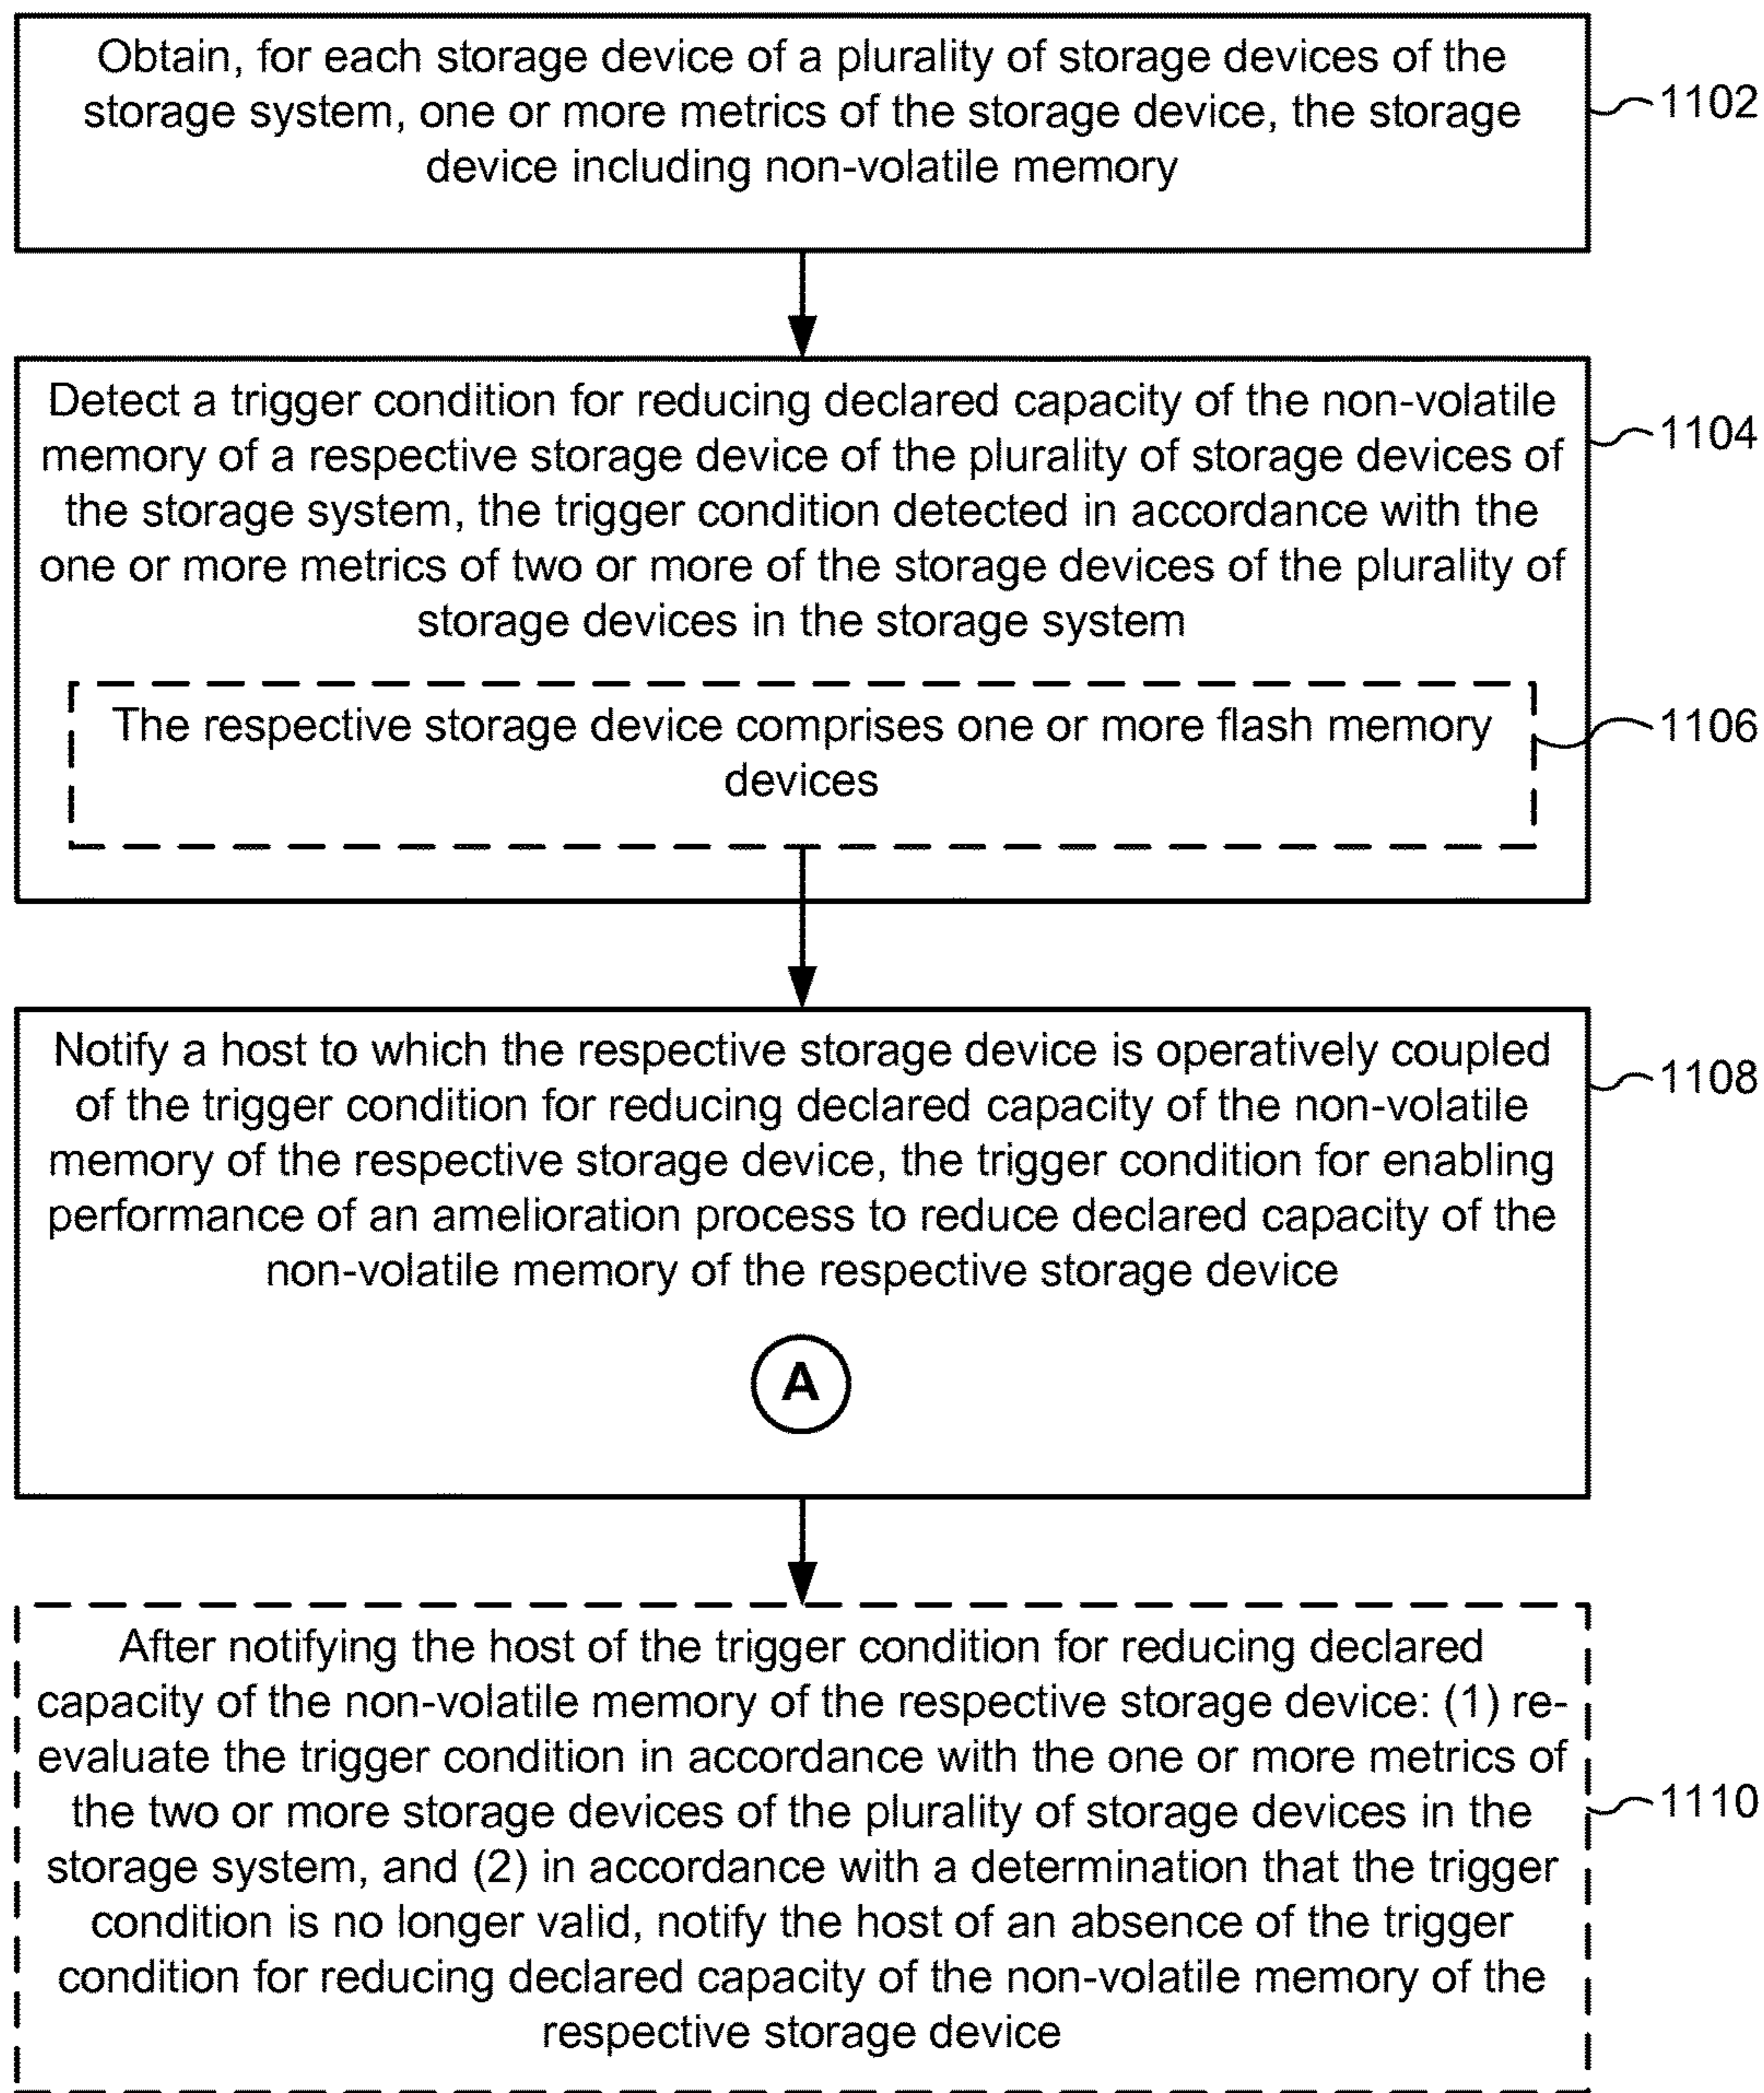 Obtain, for each storage device of a plurality of storage devices of the
storage system, one or more metrics of the storage device, the storage
device including non-volatile memory
1102
Detect a trigger condition for reducing declared capacity of the non-volatile
memory of a respective storage device of the plurality of storage devices of
the storage system, the trigger condition detected in accordance with the
one or more metrics of two or more of the storage devices of the plurality of
storage devices in the storage system
1104
The respective storage device comprises one or more flash memory
devices
1106
Notify a host to which the respective storage device is operatively coupled
of the trigger condition for reducing declared capacity of the non-volatile
memory of the respective storage device, the trigger condition for enabling
performance of an amelioration process to reduce declared capacity of the
non-volatile memory of the respective storage device
1108
A
After notifying the host of the trigger condition for reducing declared
capacity of the non-volatile memory of the respective storage device: (1) re-
evaluate the trigger condition in accordance with the one or more metrics of
the two or more storage devices of the plurality of storage devices in the
storage system, and (2) in accordance with a determination that the trigger
condition is no longer valid, notify the host of an absence of the trigger
condition for reducing declared capacity of the non-volatile memory of the
respective storage device
1110